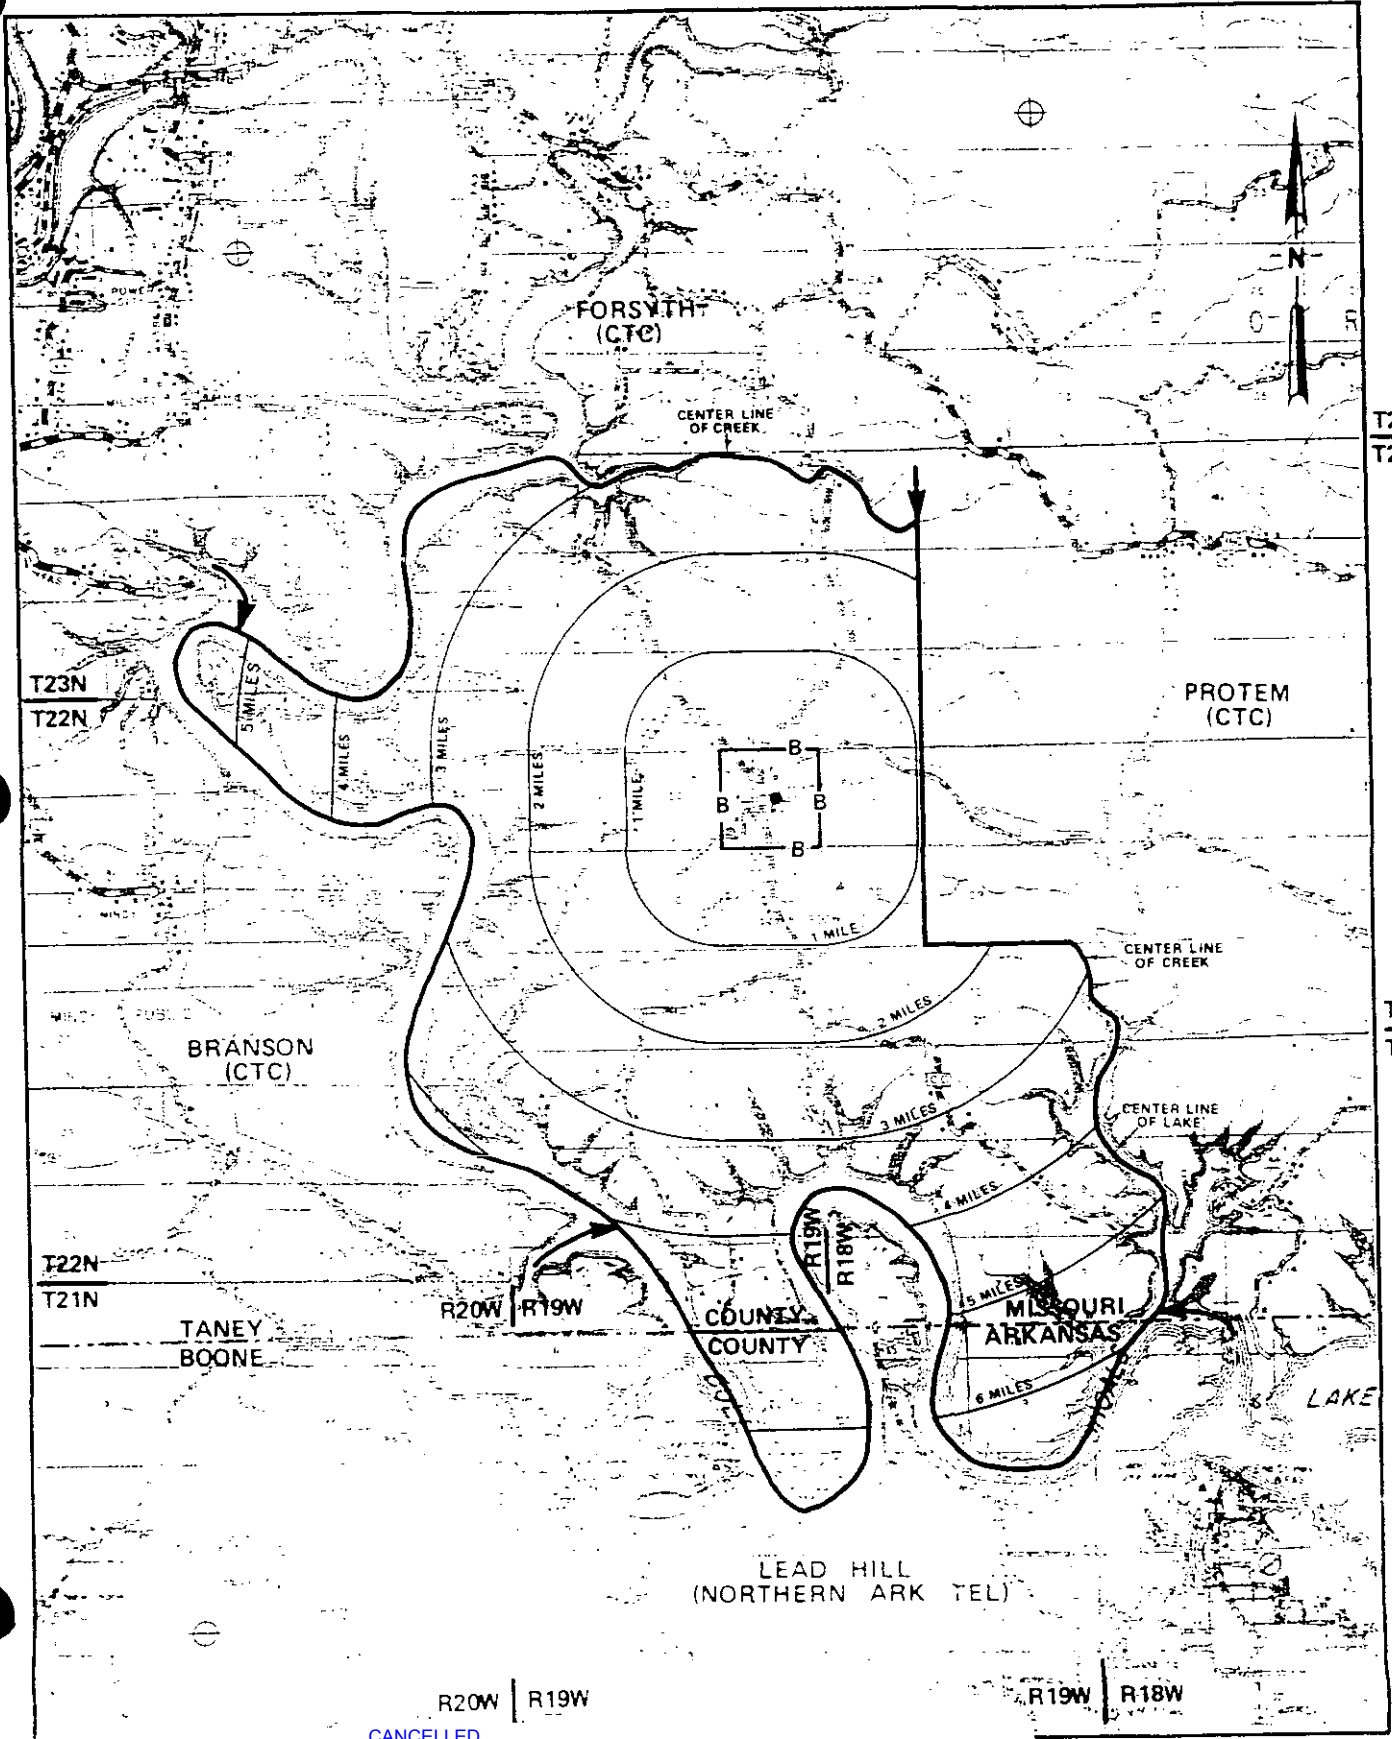 N
FORSYTH
(CTC)
CENTER LINE
OF CREEK
T23N
T22N
PROTEM
(CTC)
5 MILES
4 MILES
3 MILES
2 MILES
1 MILE
B
B
B
B
1 MILE
CENTER LINE
OF CREEK
2 MILES
BRANSON
(CTC)
3 MILES
CENTER LINE
OF LAKE
4 MILES
R19W
R18W
T22N
T21N
5 MILES
R20W R19W
MISSOURI
ARKANSAS
TANEY
BOONE
COUNTY
COUNTY
6 MILES
LAKE
LEAD HILL
(NORTHERN ARK TEL)
R20W R19W
R19W R18W
CANCELLED